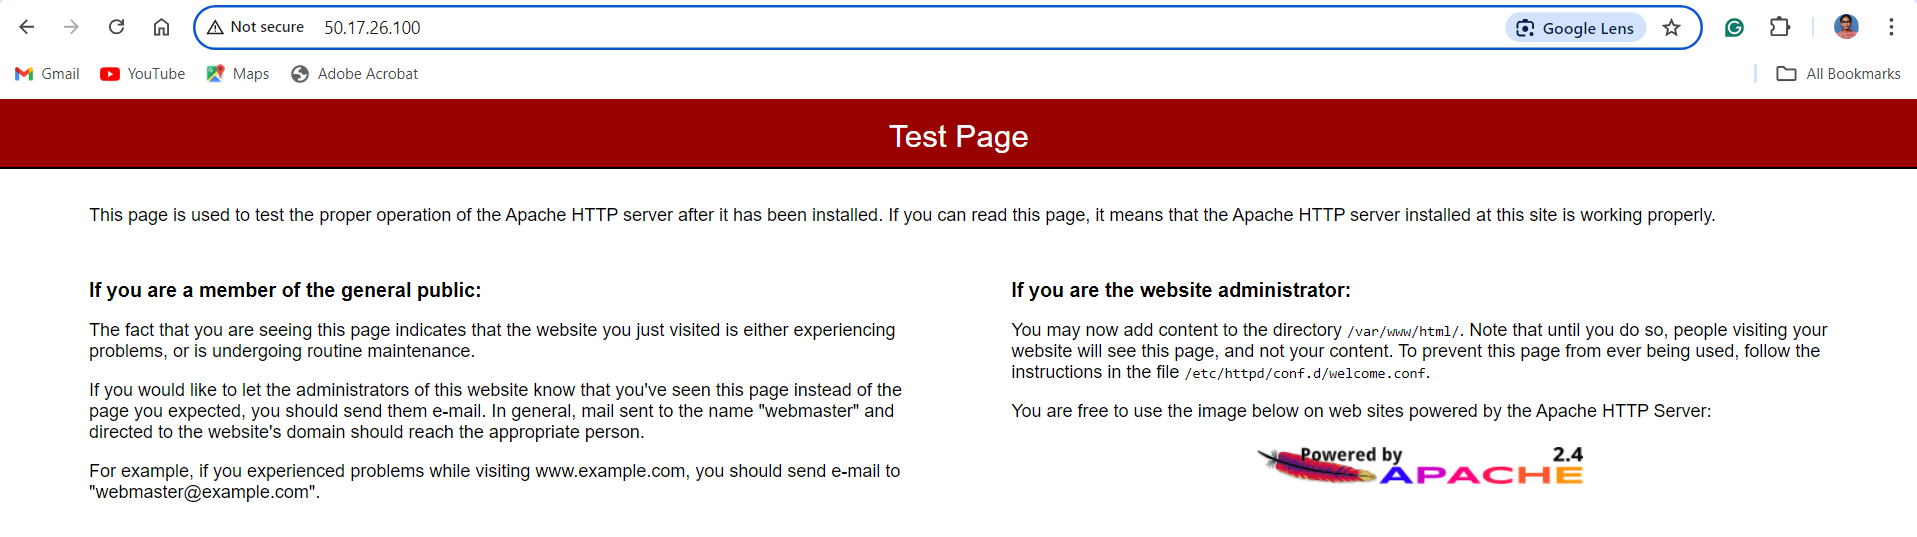 Not secure 50.17.26.100 Google Lens
Gmail YouTube Maps Adobe Acrobat All Bookmarks
Test Page
This page is used to test the proper operation of the Apache HTTP server after it has been installed. If you can read this page, it means that the Apache HTTP server installed at this site is working properly.
If you are a member of the general public:
The fact that you are seeing this page indicates that the website you just visited is either experiencing
problems, or is undergoing routine maintenance.
If you would like to let the administrators of this website know that you've seen this page instead of the
page you expected, you should send them e-mail. In general, mail sent to the name "webmaster" and
directed to the website's domain should reach the appropriate person.
For example, if you experienced problems while visiting www.example.com, you should send e-mail to
"webmaster@example.com".
If you are the website administrator:
You may now add content to the directory /var/www/html/. Note that until you do so, people visiting your
website will see this page, and not your content. To prevent this page from ever being used, follow the
instructions in the file /etc/httpd/conf.d/welcome.conf.
You are free to use the image below on web sites powered by the Apache HTTP Server:
Powered by 2.4
APACHE